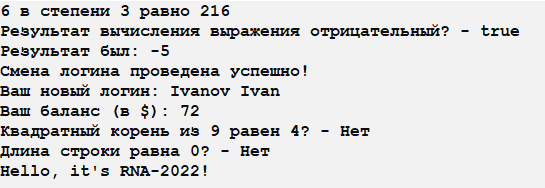 6 в степени 3 равно 216
Результат вычисления выражения отрицательный? - true
Результат был: -5
Смена логина проведена успешно!
Ваш новый логин: Ivanov Ivan
Ваш баланс (в $): 72
Квадратный корень из 9 равен 4? - Нет
Длина строки равна 0? - Нет
Hello, it's RNA-2022!